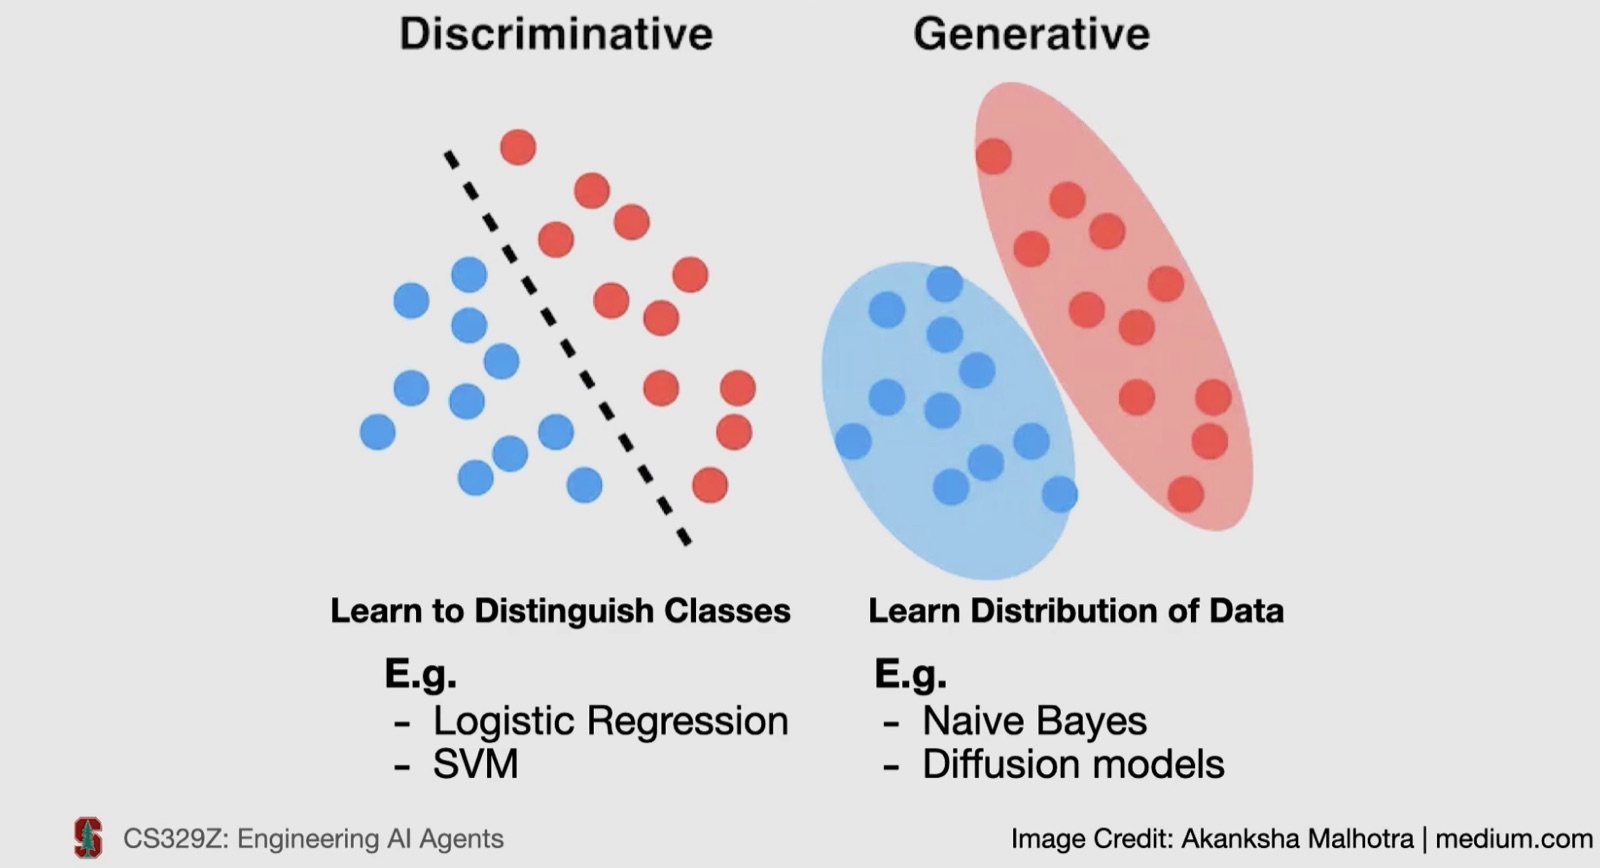 Discriminative
Generative
Learn to Distinguish Classes
Learn Distribution of Data
E.g.
- Logistic Regression
- SVM
E.g.
- Naive Bayes
- Diffusion models
S
CS329Z: Engineering AI Agents
Image Credit: Akanksha Malhotra | medium.com